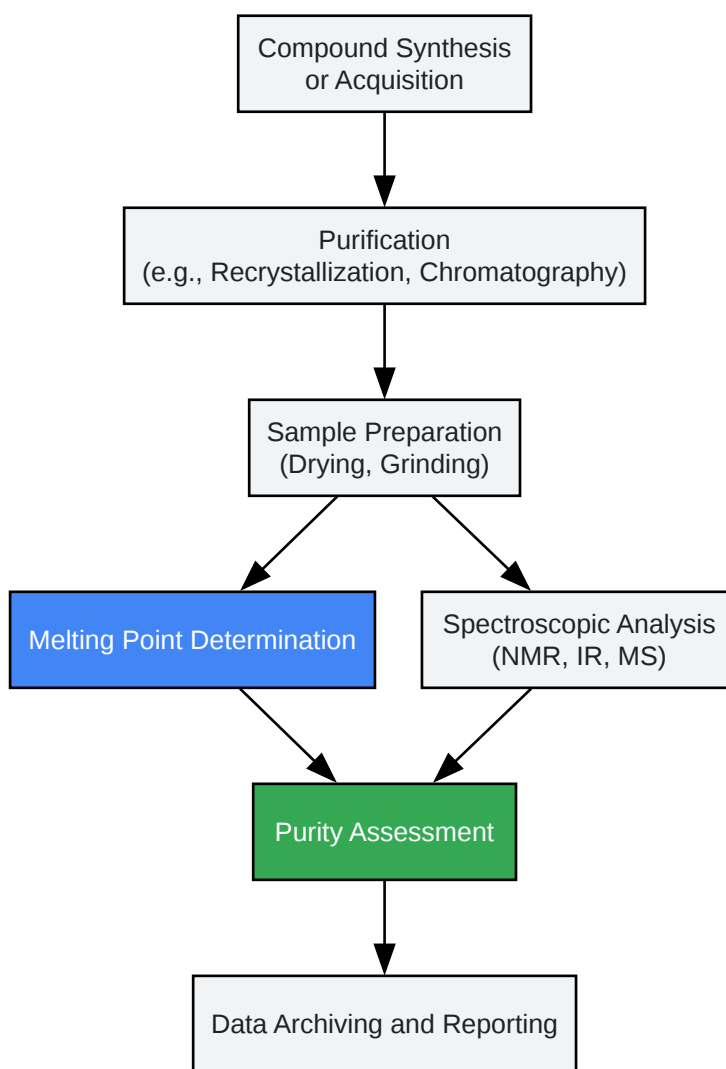 Compound Synthesis
or Acquisition
Purification
(e.g., Recrystallization, Chromatography)
Sample Preparation
(Drying, Grinding)
Melting Point Determination
Spectroscopic Analysis
(NMR, IR, MS)
Purity Assessment
Data Archiving and Reporting